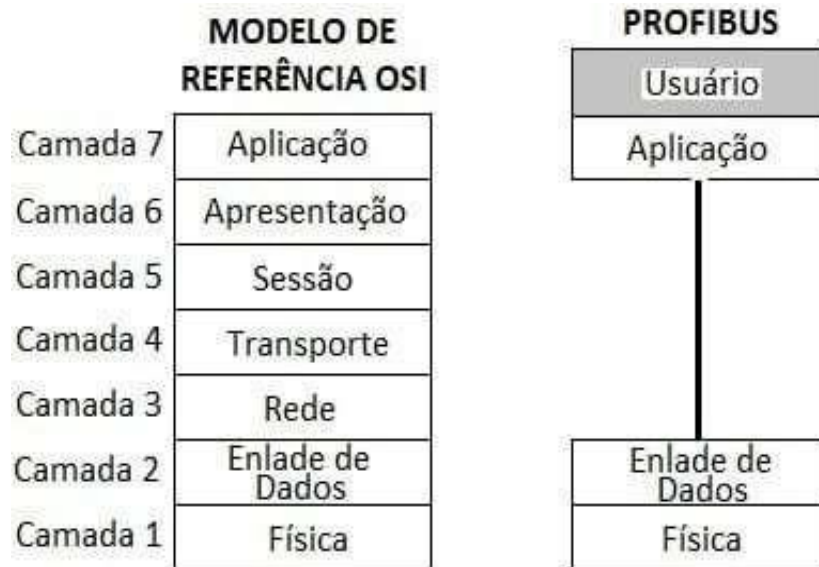 MODELO DE
REFERÊNCIA OSI
Camada 7
Aplicação
Camada 6
Apresentação
Camada 5
Sessão
Camada 4
Transporte
Camada 3
Rede
Camada 2
Enlade de
Dados
Camada 1
Física
PROFIBUS
Usuário
Aplicação
Enlade de
Dados
Física